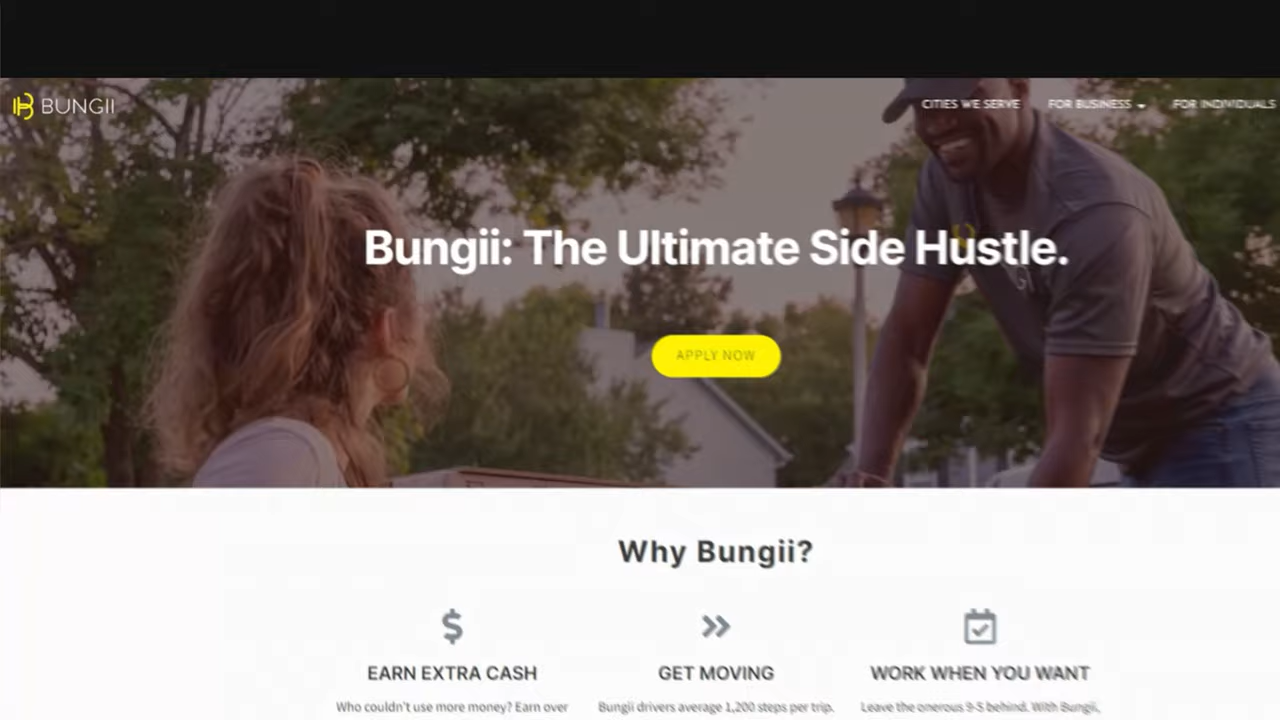 BUNGII
CITIES WE SERVE FOR BUSINESS FOR INDIVIDUALS
Bungii: The Ultimate Side Hustle.
APPLY NOW
Why Bungii?
EARN EXTRA CASH GET MOVING WORK WHEN YOU WANT
Who couldn't use more money? Earn over Bungii drivers average 1,200 steps per trip. Leave the onerous 9-5 behind. With Bungii,